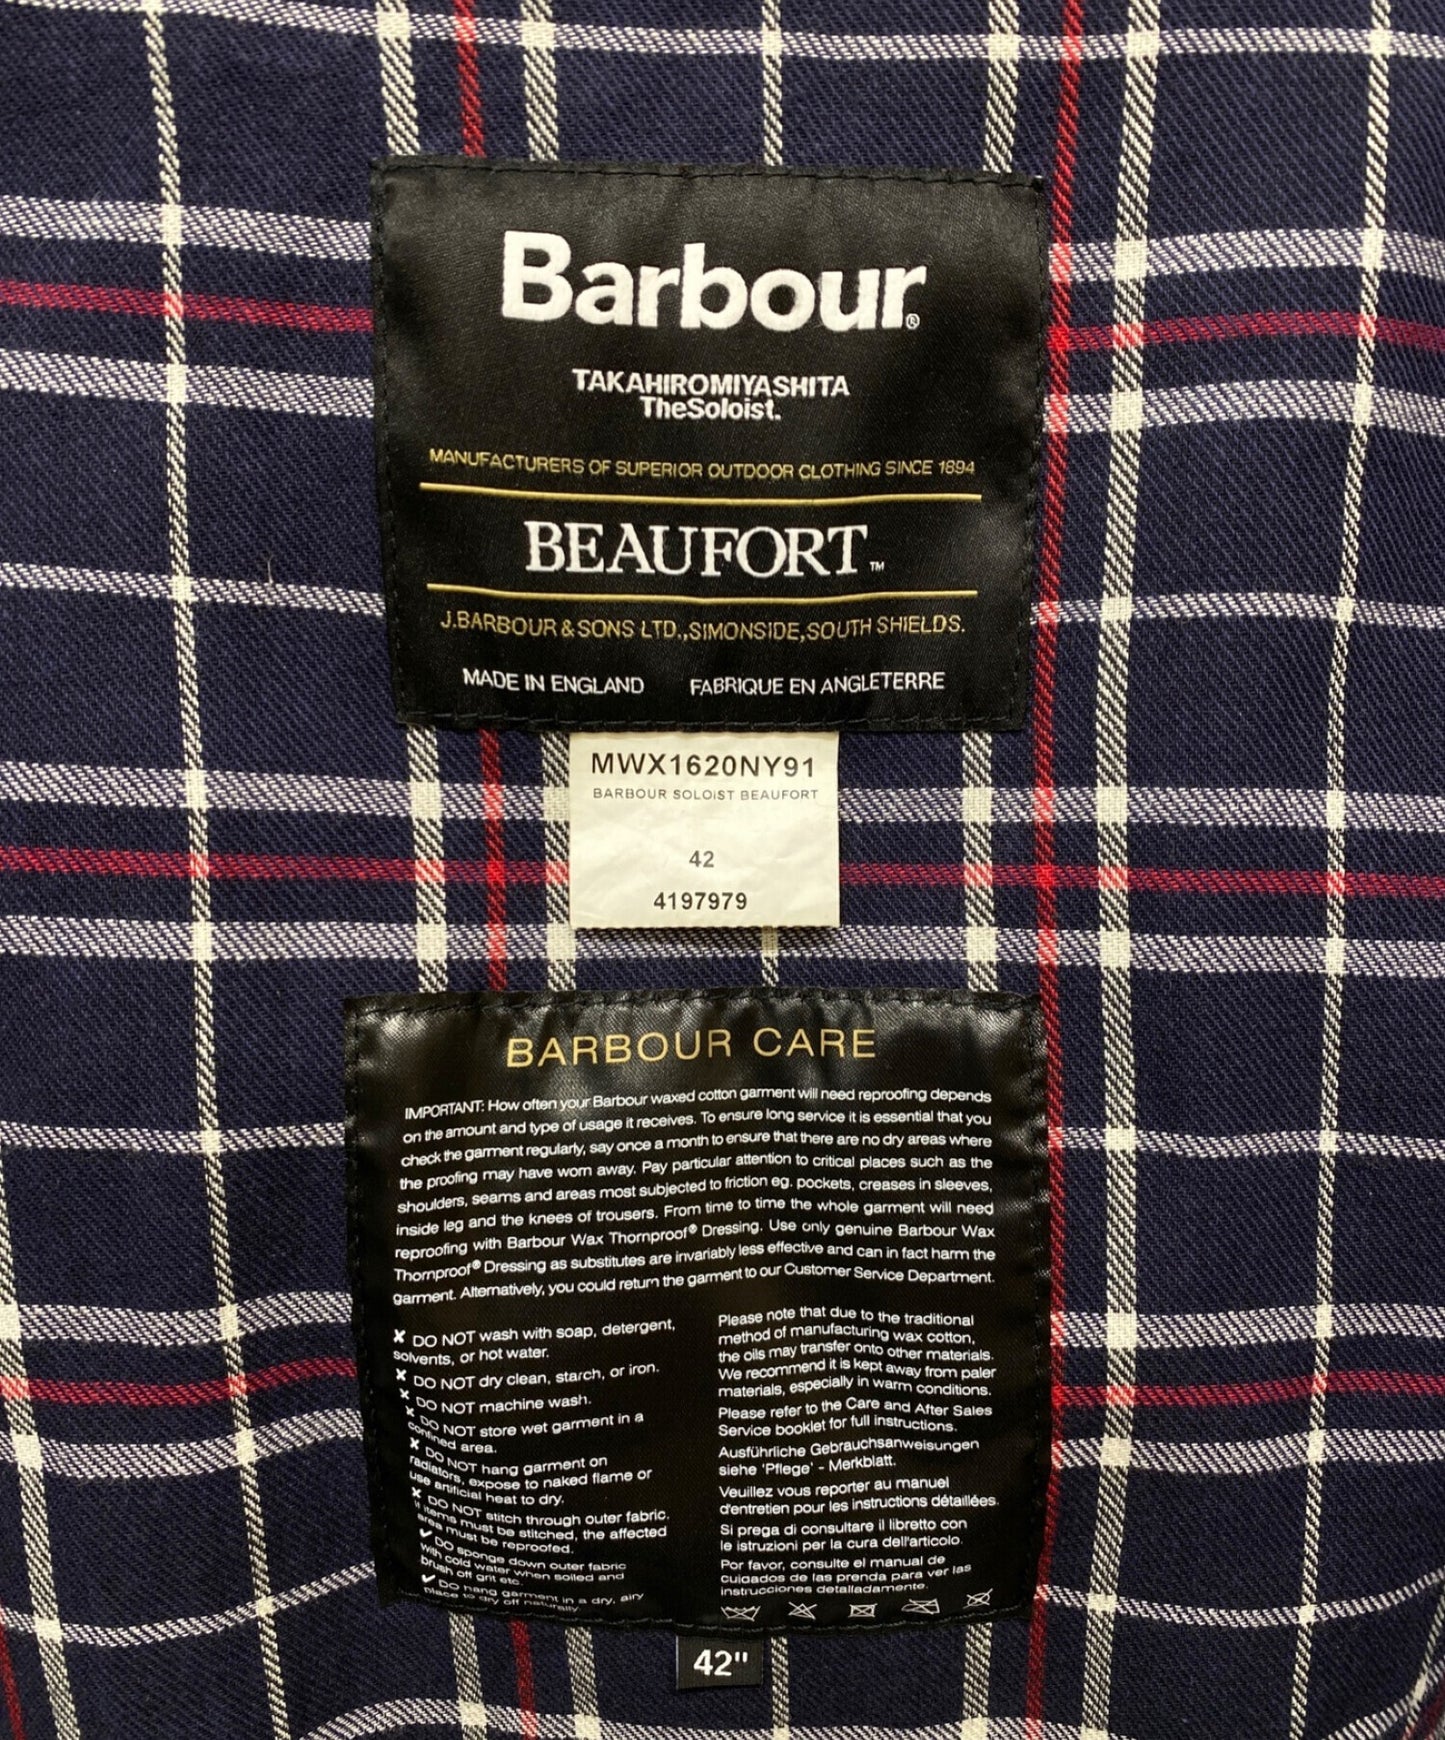 Barbour®
TAKAHIROMIYASHITA
TheSoloist.
MANUFACTURERS OF SUPERIOR OUTDOOR CLOTHING SINCE 1894
BEAUFORT™
J.BARBOUR & SONS LTD.,SIMONSIDE,SOUTH SHIELDS.
MADE IN ENGLAND FABRIQUE EN ANGLETERRE
MWX1620NY91
BARBOUR SOLOIST BEAUFORT
42
4197979
BARBOUR CARE
IMPORTANT: How often your Barbour waxed cotton garment will need reproofing depends
on the amount and type of usage it receives. To ensure long service it is essential that you
check the garment regularly, say once a month to ensure that there are no dry areas where
the proofing may have worn away. Pay particular attention to critical places such as the
shoulders, seams and areas most subjected to friction eg. pockets, creases in sleeves,
inside leg and the knees of trousers. From time to time the whole garment will need
reproofing with Barbour Wax Thornproof® Dressing. Use only genuine Barbour Wax
Thornproof® Dressing as substitutes are invariably less effective and can in fact harm the
garment. Alternatively, you could return the garment to our Customer Service Department.
✘ DO NOT wash with soap, detergent,
solvents, or hot water.
✘ DO NOT dry clean, starch, or iron.
✘ DO NOT machine wash.
✘ DO NOT store wet garment in a
confined area.
✘ DO NOT hang garment on
radiators, expose to naked flame or
use artificial heat to dry.
✘ DO NOT stitch through outer fabric.
If items must be stitched, the affected
area must be reproofed.
✔ DO sponge down outer fabric
with cold water when soiled and
brush off grit etc.
✔ DO hang garment in a dry, airy
place to dry off naturally.
Please note that due to the traditional
method of manufacturing wax cotton,
the oils may transfer onto other materials.
We recommend it is kept away from paler
materials, especially in warm conditions.
Please refer to the Care and After Sales
Service booklet for full instructions.
Ausführliche Gebrauchsanweisungen
siehe 'Pflege' - Merkblatt.
Veuillez vous reporter au manuel
d'entretien pour les instructions détaillées.
Si prega di consultare il libretto con
le istruzioni per la cura dell'articolo.
Por favor, consulte el manual de
cuidados de las prenda para ver las
instrucciones detalladamente.
42"